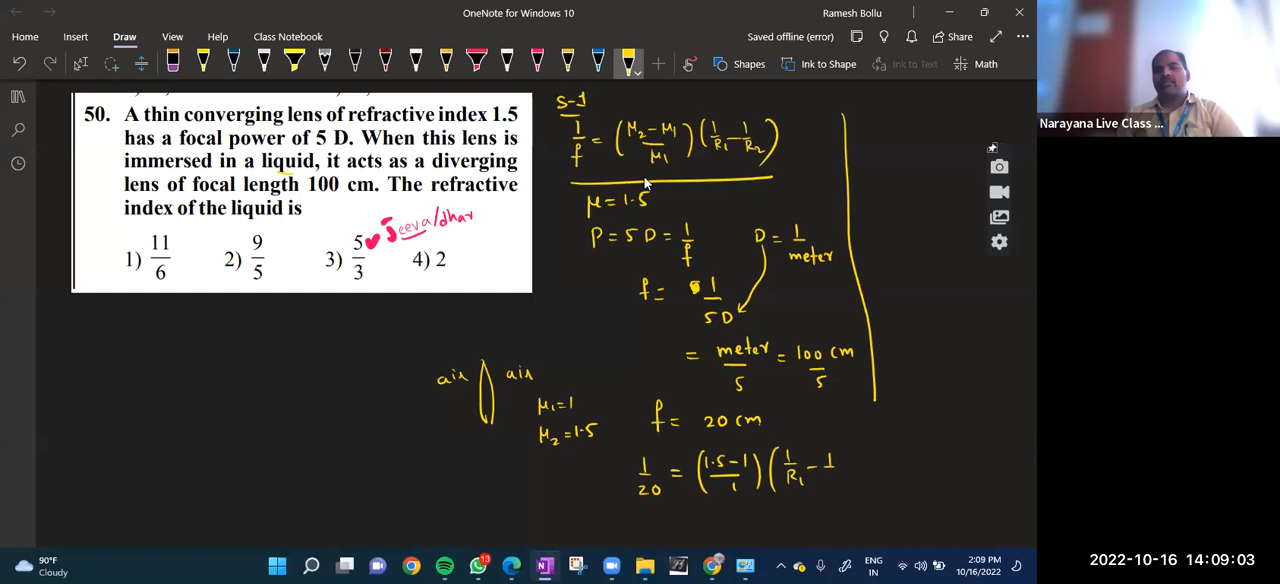 OneNote for Windows 10
Ramesh Bollu
Home Insert Draw View Help Class Notebook
Saved offline (error)
Share
Shapes
Ink to Shape
Ink to Text
Math
50. A thin converging lens of refractive index 1.5
has a focal power of 5 D. When this lens is
immersed in a liquid, it acts as a diverging
lens of focal length 100 cm. The refractive
index of the liquid is
Jeeva/dhar
1) 11/6 2) 9/5 3) 5/3 4) 2
S-1
1/f = (μ2-μ1/μ1) (1/R1 - 1/R2)
μ = 1.5
P = 5 D = 1/f
D = 1/meter
f = 1/5D
= meter/5 = 100 cm/5
air air
μ1=1
μ2=1.5
f = 20 cm
1/20 = (1.5-1/1) (1/R1 - 1
Narayana Live Class ...
90°F
Cloudy
13
ENG
IN
2:09 PM
10/16/2022
2022-10-16 14:09:03